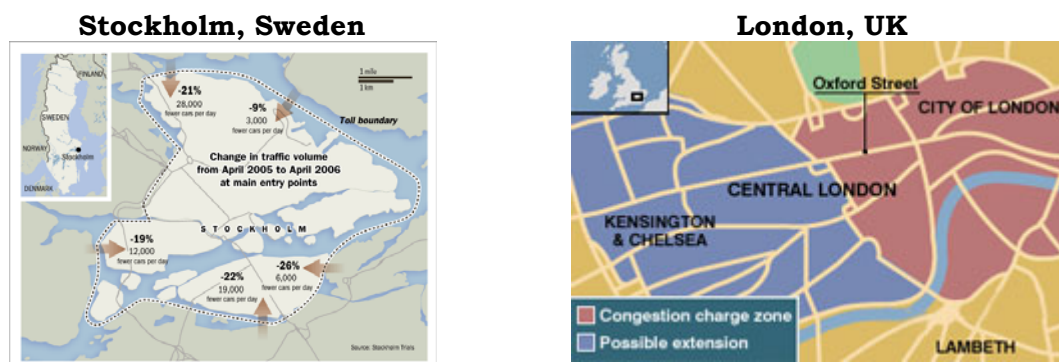 Stockholm, Sweden
FINLAND
SWEDEN
NORWAY
Stockholm
DENMARK
-21%
28,000
fewer cars per day
-9%
3,000
fewer cars per day
1 mile
1 km
Toll boundary
Change in traffic volume
from April 2005 to April 2006
at main entry points
STOCKHOLM
-19%
12,000
fewer cars per day
-22%
19,000
fewer cars per day
-26%
6,000
fewer cars per day
Source: Stockholm Trials
London, UK
Oxford Street
CITY OF LONDON
CENTRAL LONDON
KENSINGTON
& CHELSEA
Congestion charge zone
Possible extension
LAMBETH